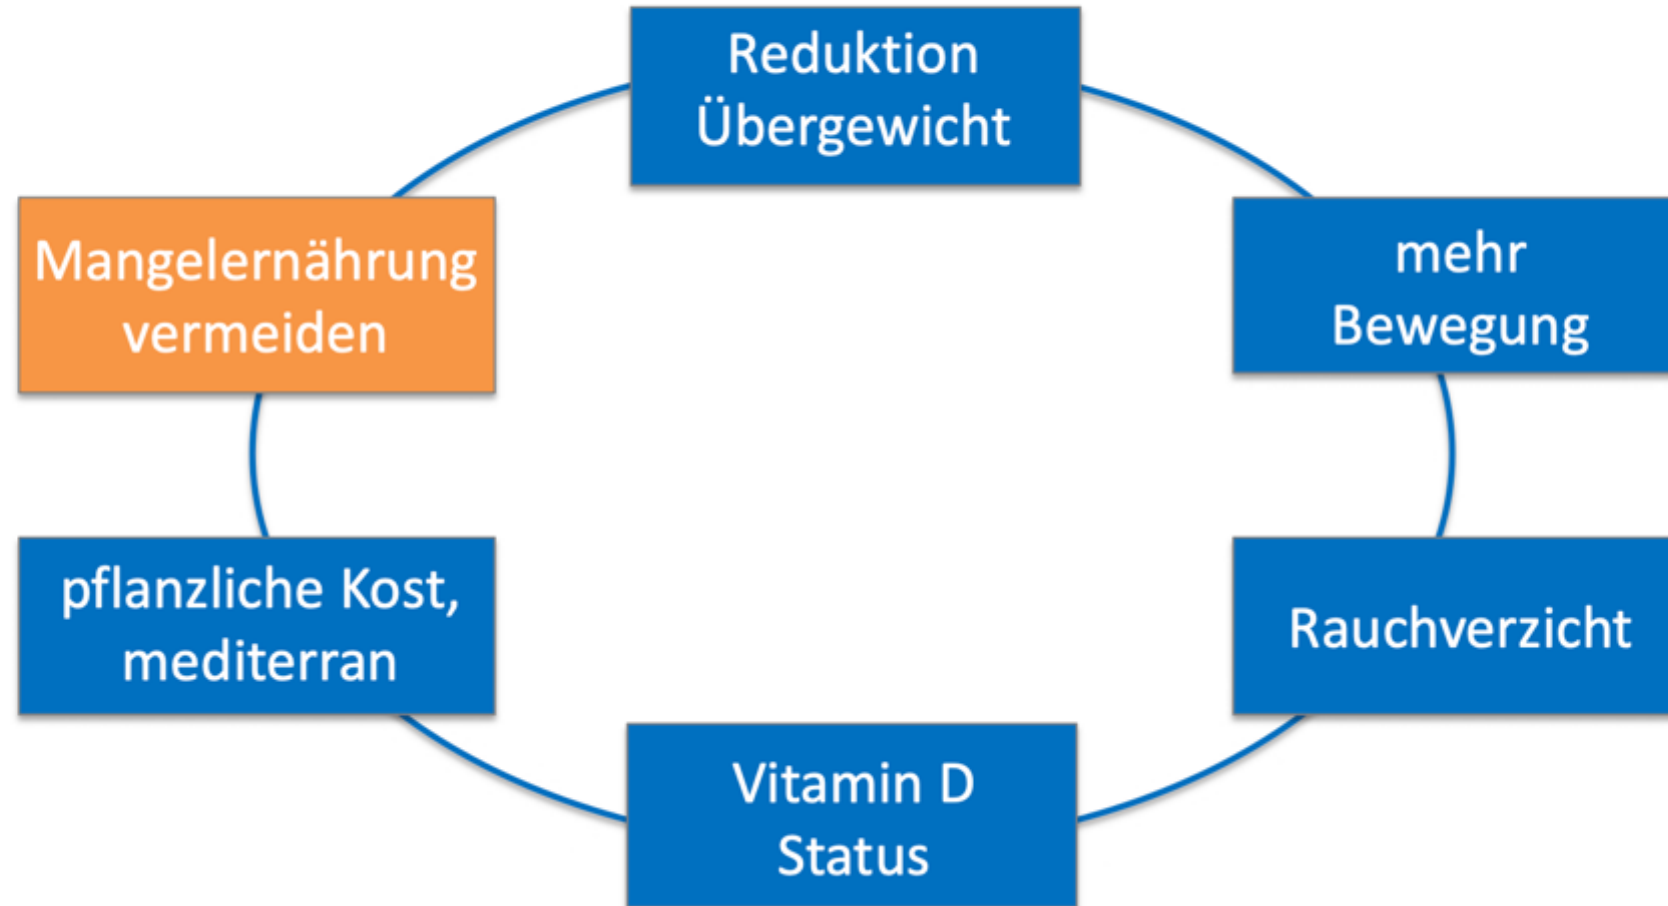 Reduktion
Übergewicht
mehr
Bewegung
Rauchverzicht
Vitamin D
Status
pflanzliche Kost,
mediterran
Mangelernährung
vermeiden